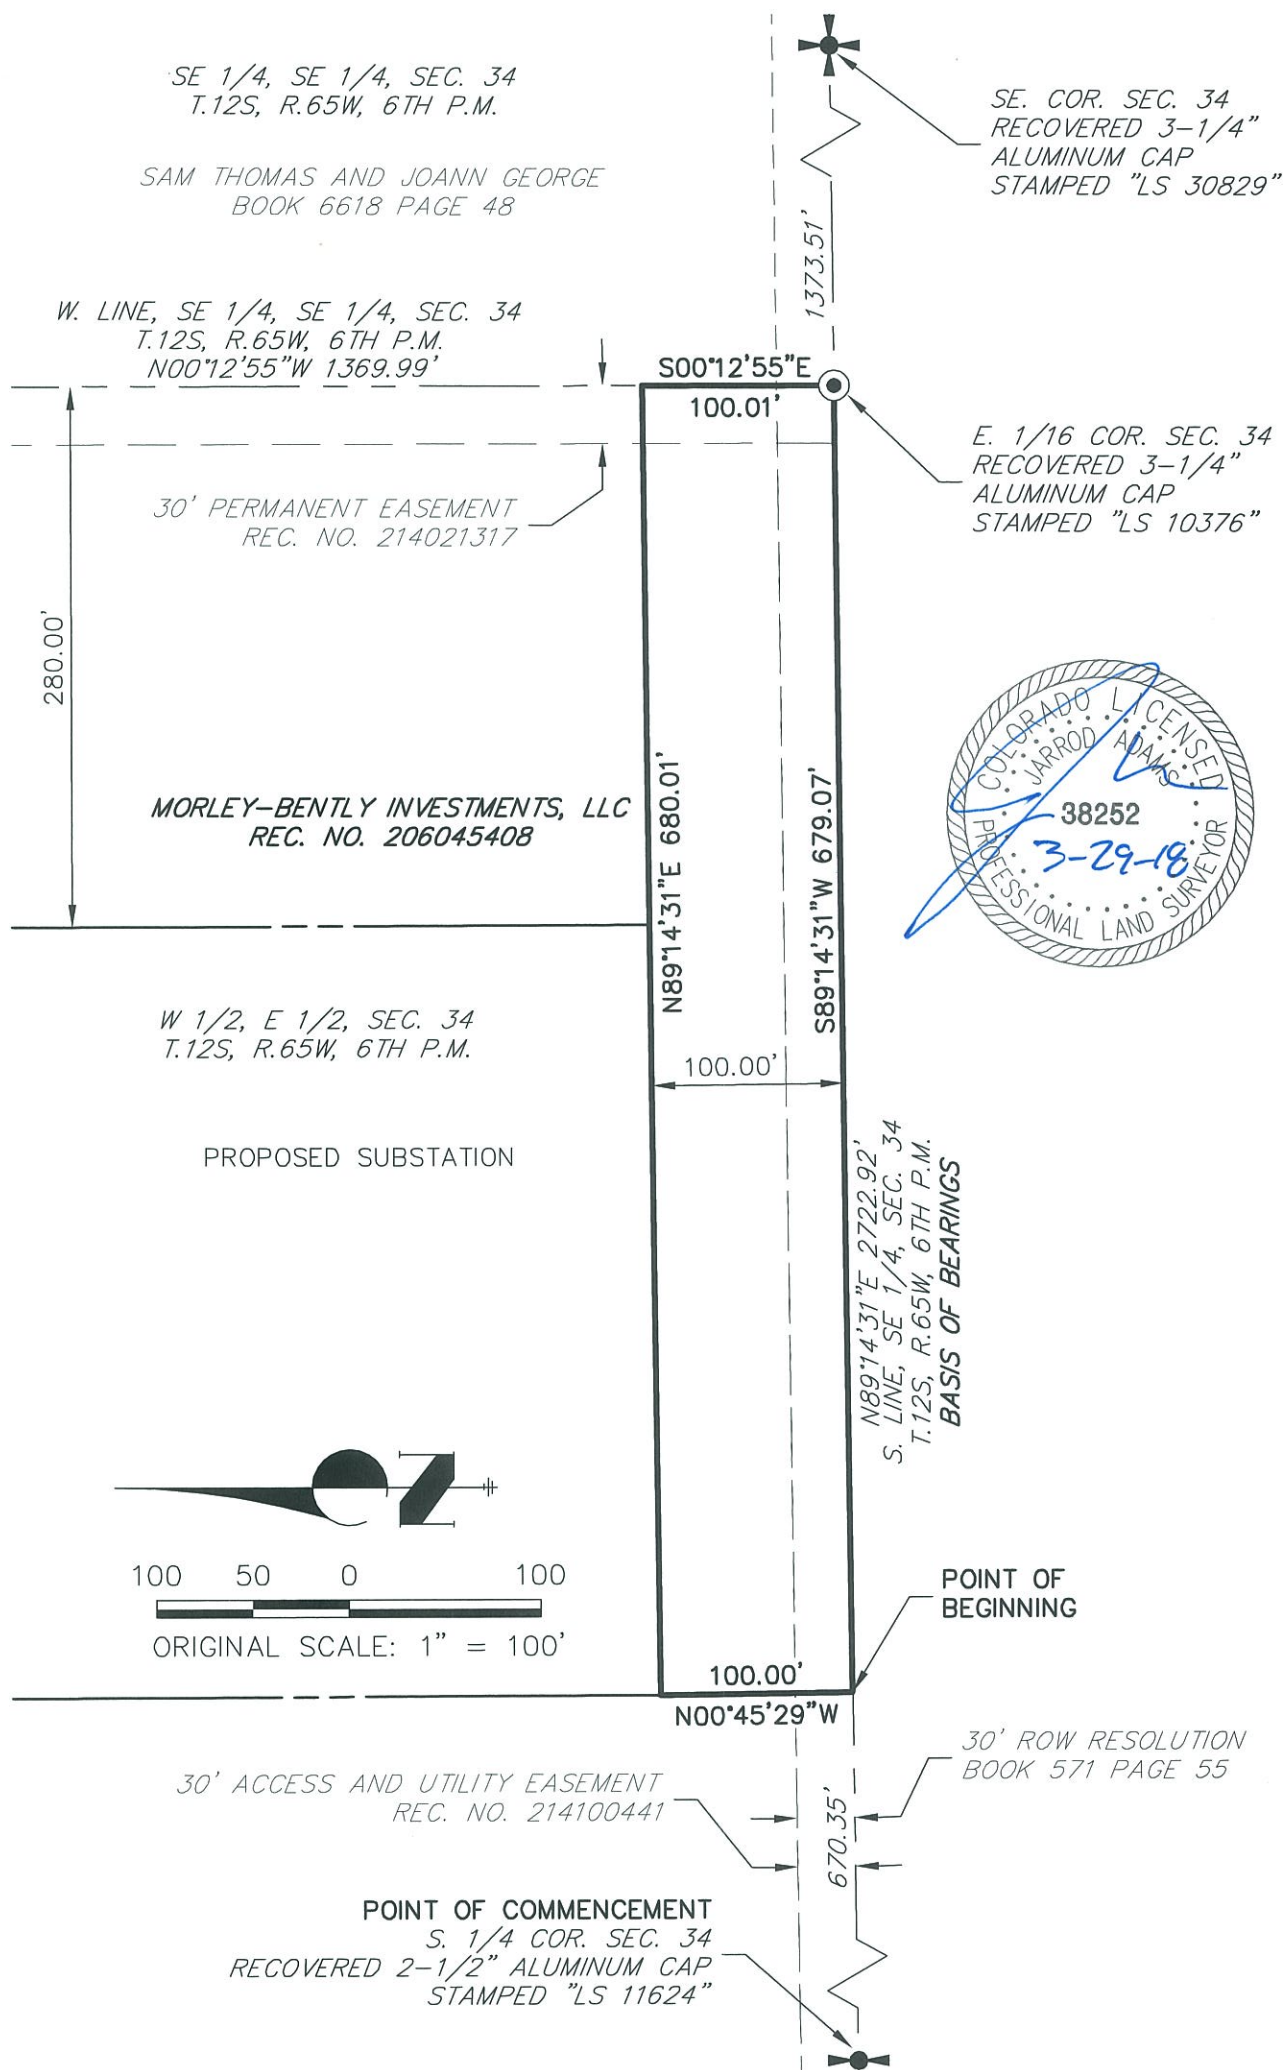 SE 1/4, SE 1/4, SEC. 34
T.12S, R.65W, 6TH P.M.
SAM THOMAS AND JOANN GEORGE
BOOK 6618 PAGE 48
SE. COR. SEC. 34
RECOVERED 3-1/4"
ALUMINUM CAP
STAMPED "LS 30829"
1373.51'
W. LINE, SE 1/4, SE 1/4, SEC. 34
T.12S, R.65W, 6TH P.M.
N00°12'55"W 1369.99'
S00°12'55"E
100.01'
E. 1/16 COR. SEC. 34
RECOVERED 3-1/4"
ALUMINUM CAP
STAMPED "LS 10376"
30' PERMANENT EASEMENT
REC. NO. 214021317
280.00'
MORLEY-BENTLY INVESTMENTS, LLC
REC. NO. 206045408
N89°14'31"E 680.01'
S89°14'31"W 679.07'
COLORADO LICENSED
JARROD ADAMS
38252
3-29-18
PROFESSIONAL LAND SURVEYOR
W 1/2, E 1/2, SEC. 34
T.12S, R.65W, 6TH P.M.
100.00'
PROPOSED SUBSTATION
N89°14'31"E 2722.92'
S. LINE, SE 1/4, SEC. 34
T.12S, R.65W, 6TH P.M.
BASIS OF BEARINGS
N
100 50 0 100
ORIGINAL SCALE: 1" = 100'
POINT OF
BEGINNING
100.00'
N00°45'29"W
30' ROW RESOLUTION
BOOK 571 PAGE 55
30' ACCESS AND UTILITY EASEMENT
REC. NO. 214100441
670.35'
POINT OF COMMENCEMENT
S. 1/4 COR. SEC. 34
RECOVERED 2-1/2" ALUMINUM CAP
STAMPED "LS 11624"